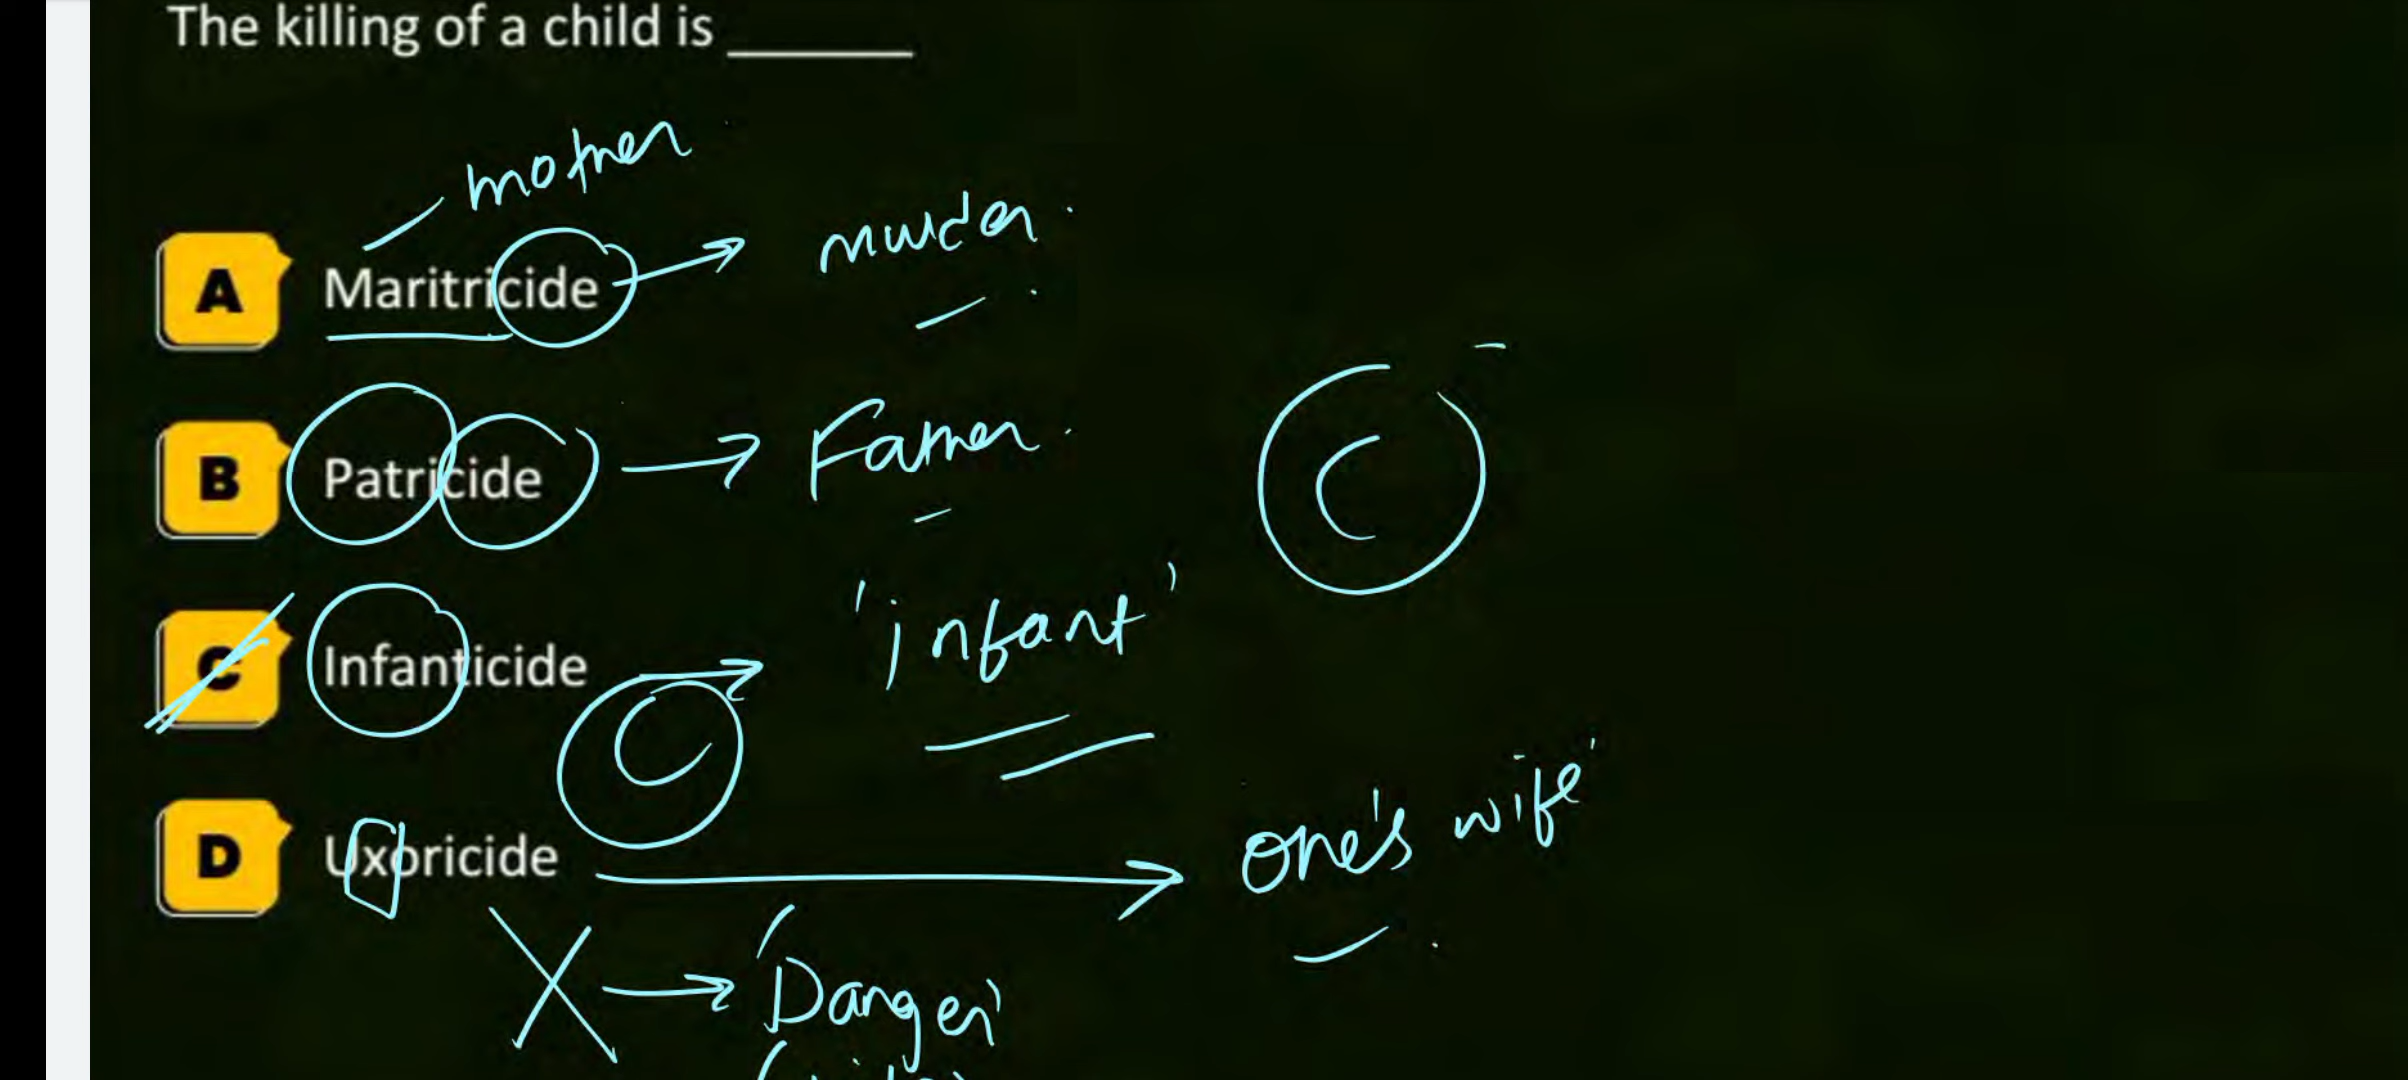 The killing of a child is ______
mother
A Maritricide murder.
B Patricide Father.
C
C Infanticide 'infant'
C
D Uxoricide one's wife'
X 'Danger'